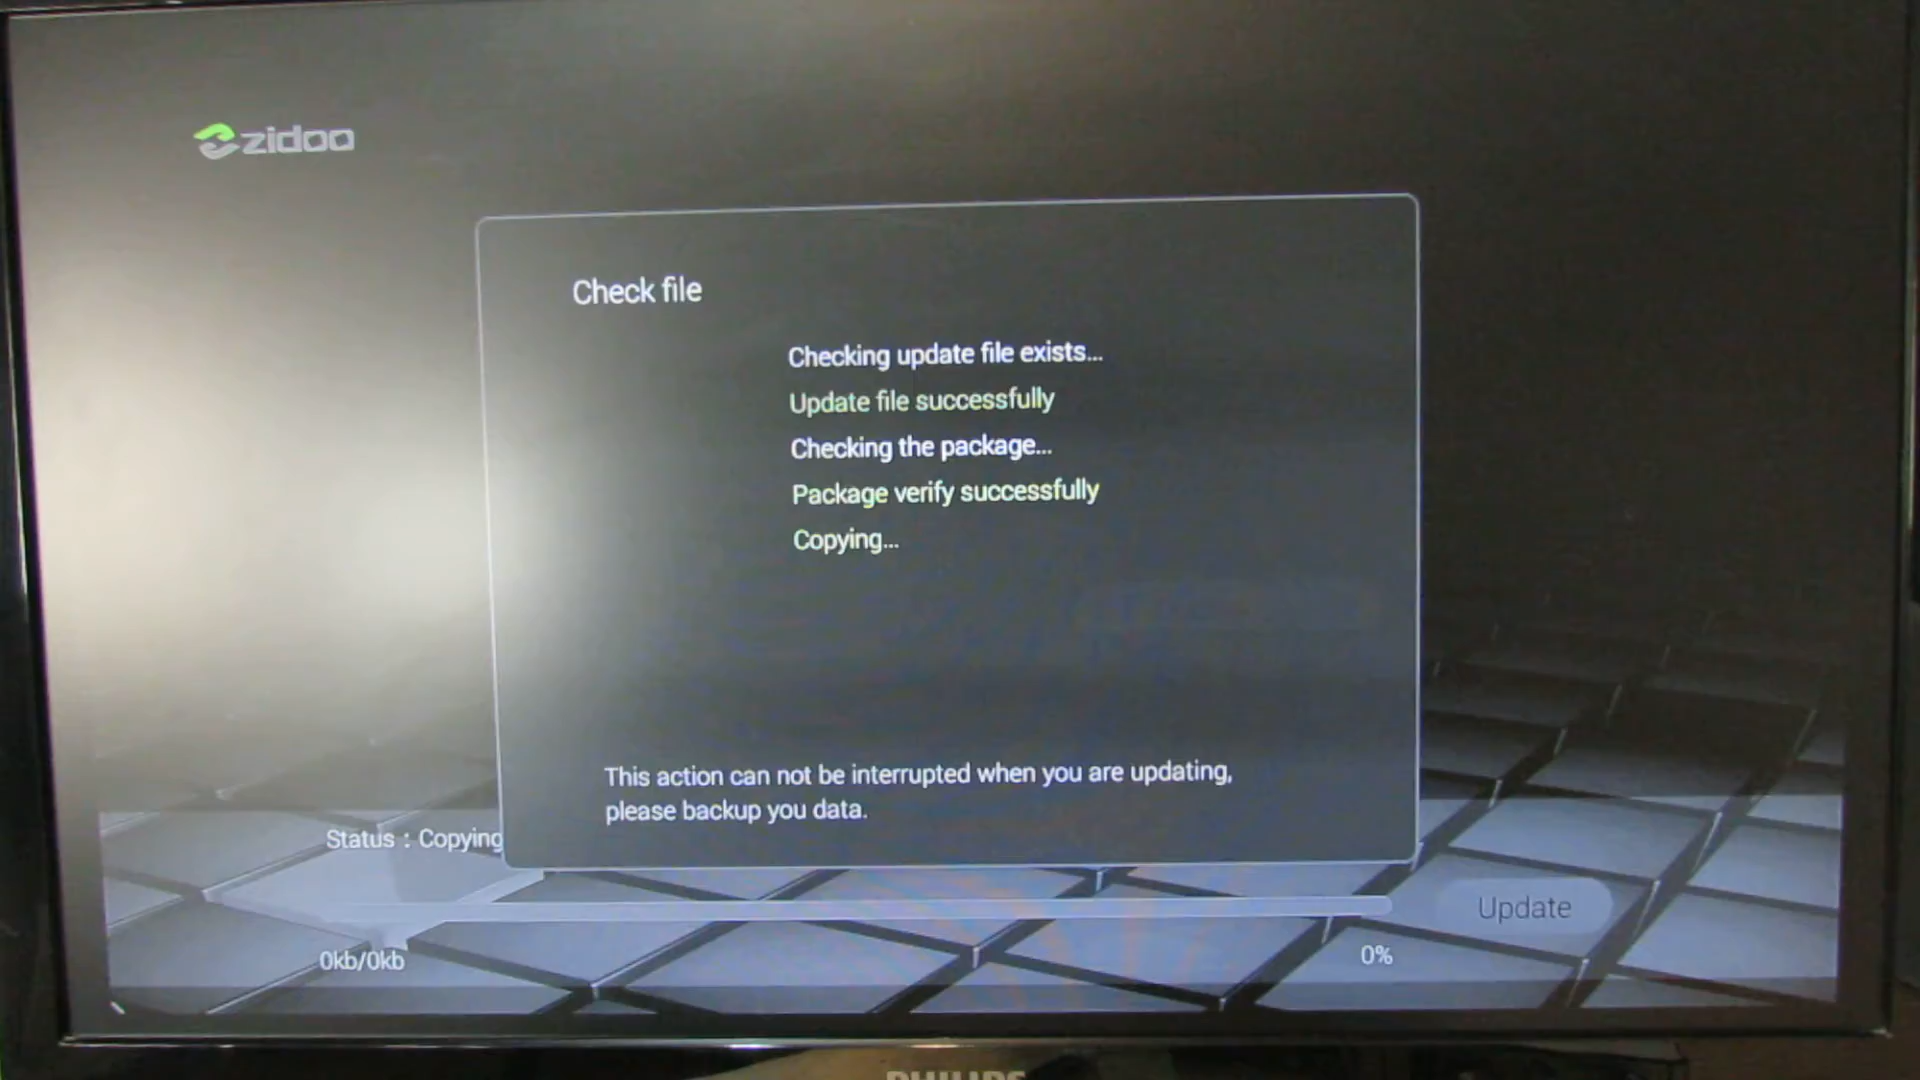 zidoo
Check file
Checking update file exists...
Update file successfully
Checking the package...
Package verify successfully
Copying...
This action can not be interrupted when you are updating,
please backup you data.
Status : Copying
Update
0kb/0kb
0%
PHILIPS